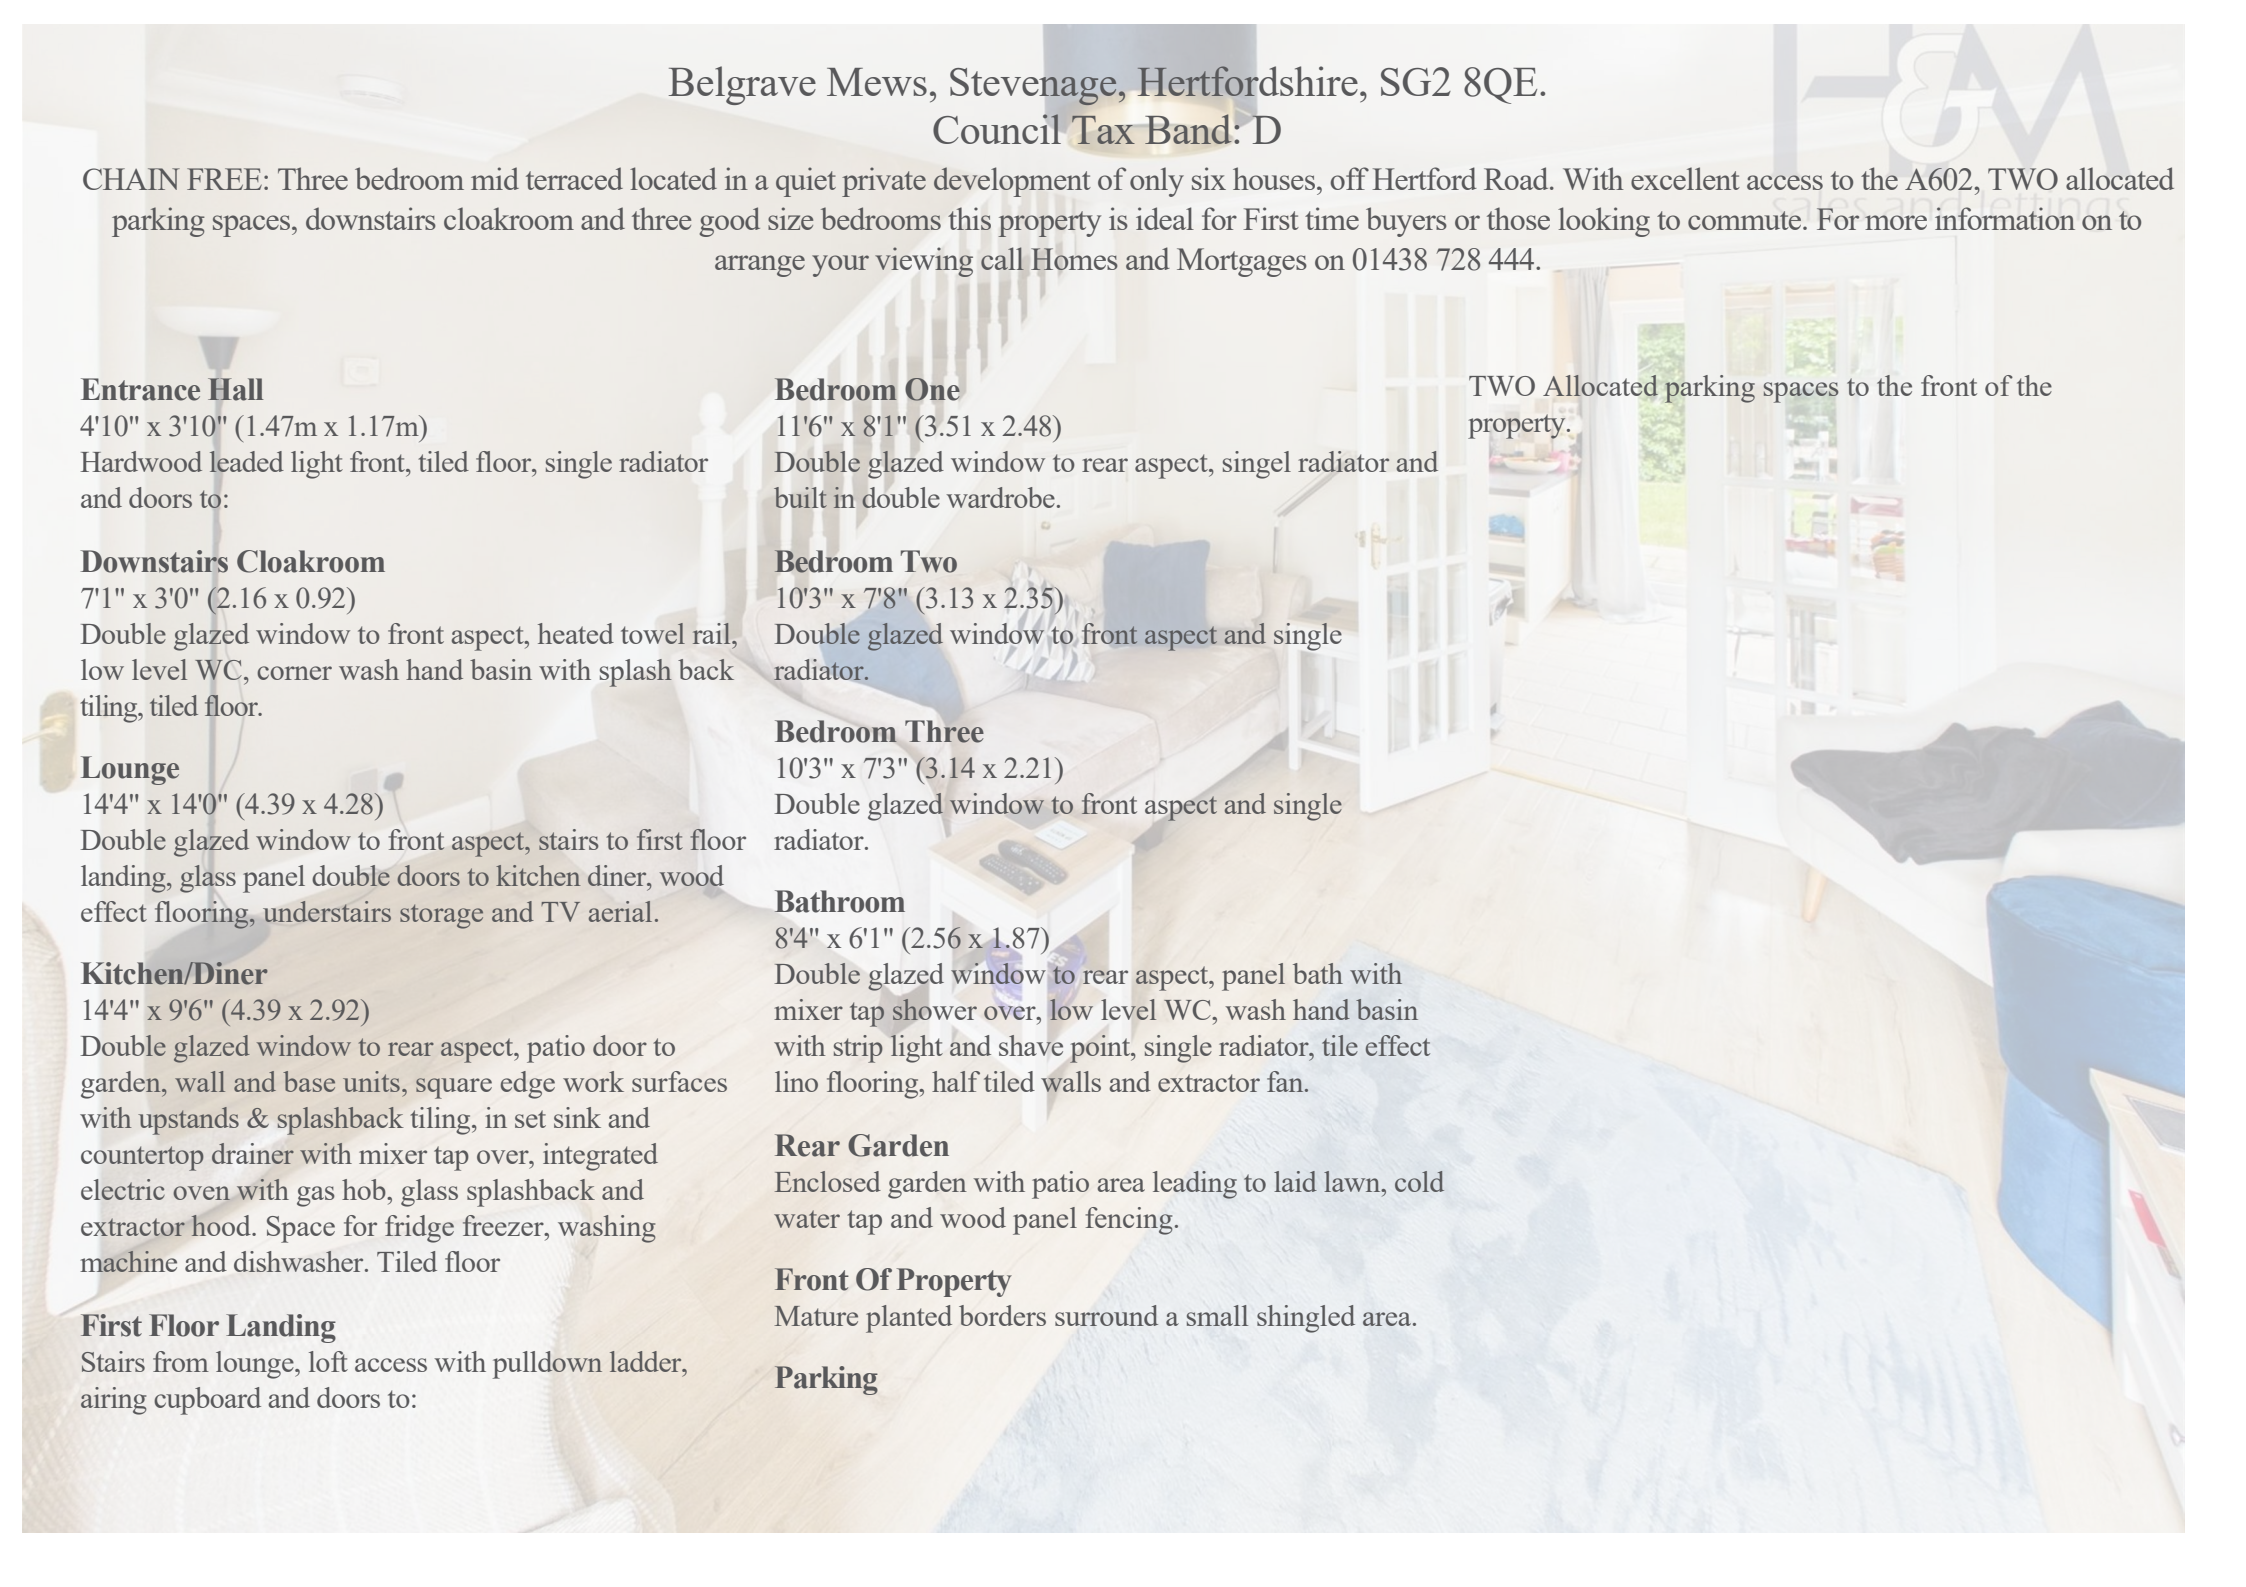 H&M
sales and lettings
Belgrave Mews, Stevenage, Hertfordshire, SG2 8QE.
Council Tax Band: D
CHAIN FREE: Three bedroom mid terraced located in a quiet private development of only six houses, off Hertford Road. With excellent access to the A602, TWO allocated
parking spaces, downstairs cloakroom and three good size bedrooms this property is ideal for First time buyers or those looking to commute. For more information on to
arrange your viewing call Homes and Mortgages on 01438 728 444.
Entrance Hall
4'10" x 3'10" (1.47m x 1.17m)
Hardwood leaded light front, tiled floor, single radiator
and doors to:
Downstairs Cloakroom
7'1" x 3'0" (2.16 x 0.92)
Double glazed window to front aspect, heated towel rail,
low level WC, corner wash hand basin with splash back
tiling, tiled floor.
Lounge
14'4" x 14'0" (4.39 x 4.28)
Double glazed window to front aspect, stairs to first floor
landing, glass panel double doors to kitchen diner, wood
effect flooring, understairs storage and TV aerial.
Kitchen/Diner
14'4" x 9'6" (4.39 x 2.92)
Double glazed window to rear aspect, patio door to
garden, wall and base units, square edge work surfaces
with upstands & splashback tiling, in set sink and
countertop drainer with mixer tap over, integrated
electric oven with gas hob, glass splashback and
extractor hood. Space for fridge freezer, washing
machine and dishwasher. Tiled floor
First Floor Landing
Stairs from lounge, loft access with pulldown ladder,
airing cupboard and doors to:
Bedroom One
11'6" x 8'1" (3.51 x 2.48)
Double glazed window to rear aspect, singel radiator and
built in double wardrobe.
Bedroom Two
10'3" x 7'8" (3.13 x 2.35)
Double glazed window to front aspect and single
radiator.
Bedroom Three
10'3" x 7'3" (3.14 x 2.21)
Double glazed window to front aspect and single
radiator.
Bathroom
8'4" x 6'1" (2.56 x 1.87)
Double glazed window to rear aspect, panel bath with
mixer tap shower over, low level WC, wash hand basin
with strip light and shave point, single radiator, tile effect
lino flooring, half tiled walls and extractor fan.
Rear Garden
Enclosed garden with patio area leading to laid lawn, cold
water tap and wood panel fencing.
Front Of Property
Mature planted borders surround a small shingled area.
Parking
TWO Allocated parking spaces to the front of the
property.